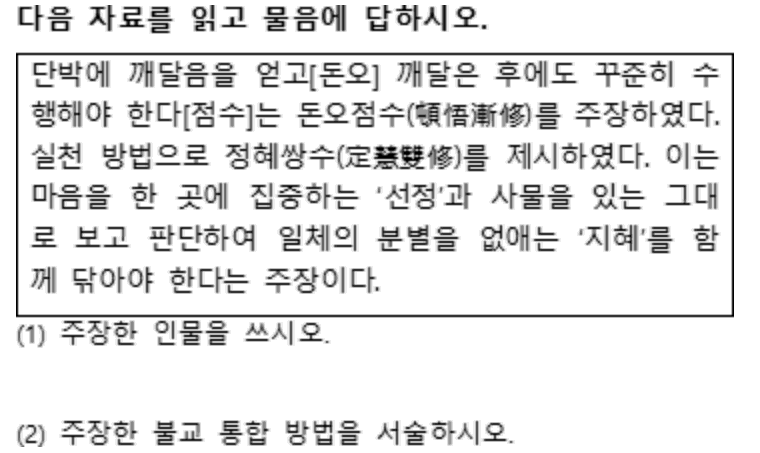 다음 자료를 읽고 물음에 답하시오.
단박에 깨달음을 얻고[돈오] 깨달은 후에도 꾸준히 수
행해야 한다[점수]는 돈오점수(頓悟漸修)를 주장하였다.
실천 방법으로 정혜쌍수(定慧雙修)를 제시하였다. 이는
마음을 한 곳에 집중하는 ‘선정’과 사물을 있는 그대
로 보고 판단하여 일체의 분별을 없애는 ‘지혜’를 함
께 닦아야 한다는 주장이다.
(1) 주장한 인물을 쓰시오.
(2) 주장한 불교 통합 방법을 서술하시오.